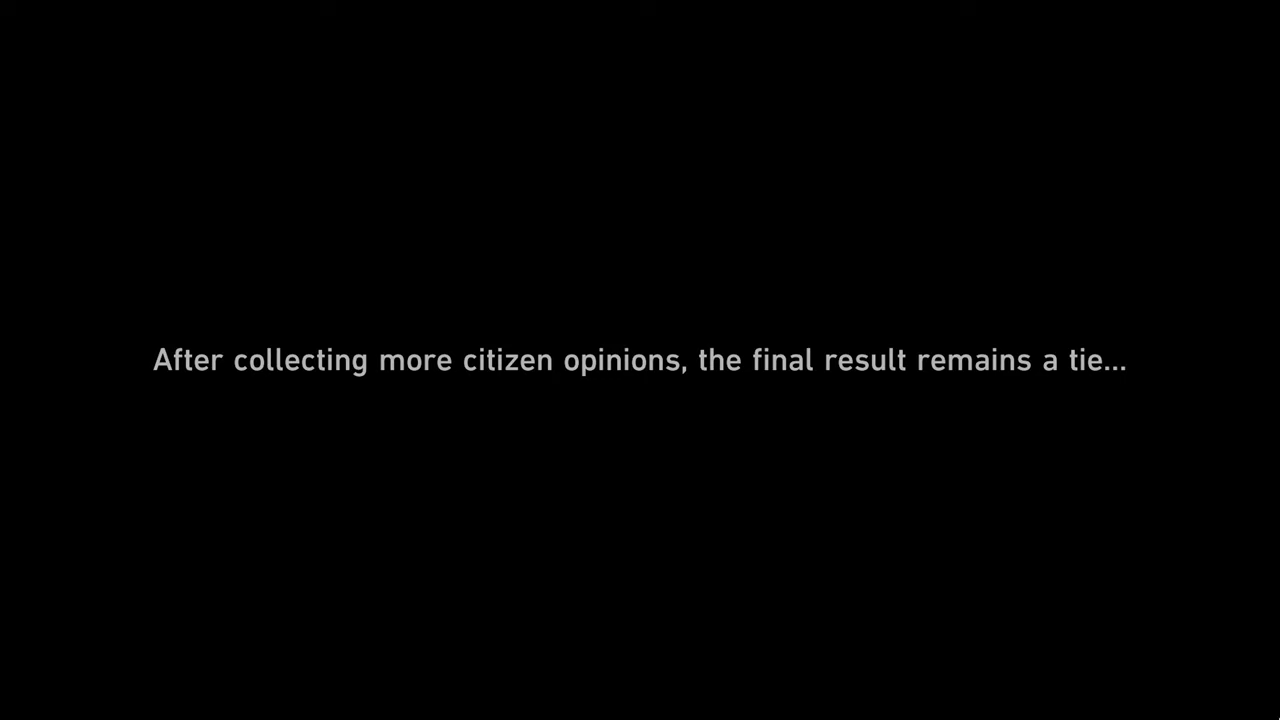 After collecting more citizen opinions, the final result remains a tie...